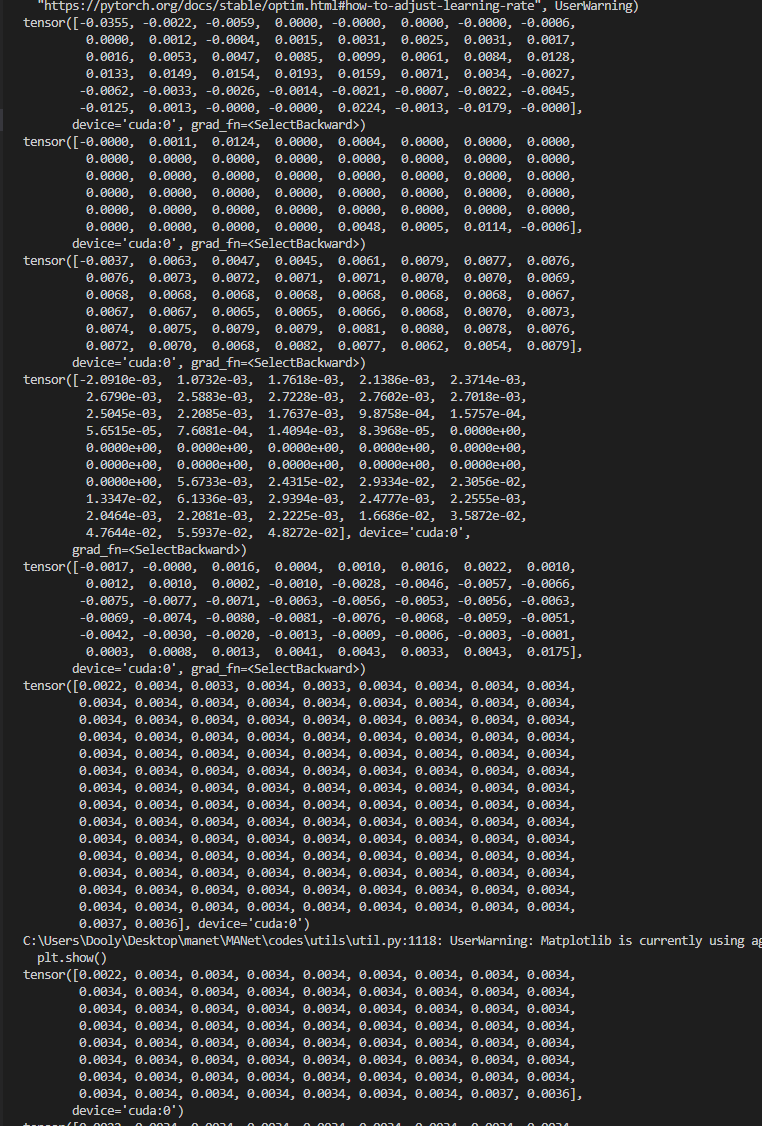 "https://pytorch.org/docs/stable/optim.html#how-to-adjust-learning-rate", UserWarning)
tensor([-0.0355, -0.0022, -0.0059, 0.0000, -0.0000, 0.0000, -0.0000, -0.0006,
0.0000, 0.0012, -0.0004, 0.0015, 0.0031, 0.0025, 0.0031, 0.0017,
0.0016, 0.0053, 0.0047, 0.0085, 0.0099, 0.0061, 0.0084, 0.0128,
0.0133, 0.0149, 0.0154, 0.0193, 0.0159, 0.0071, 0.0034, -0.0027,
-0.0062, -0.0033, -0.0026, -0.0014, -0.0021, -0.0007, -0.0022, -0.0045,
-0.0125, 0.0013, -0.0000, -0.0000, 0.0224, -0.0013, -0.0179, -0.0000],
device='cuda:0', grad_fn=<SelectBackward>)
tensor([-0.0000, 0.0011, 0.0124, 0.0000, 0.0004, 0.0000, 0.0000, 0.0000,
0.0000, 0.0000, 0.0000, 0.0000, 0.0000, 0.0000, 0.0000, 0.0000,
0.0000, 0.0000, 0.0000, 0.0000, 0.0000, 0.0000, 0.0000, 0.0000,
0.0000, 0.0000, 0.0000, 0.0000, 0.0000, 0.0000, 0.0000, 0.0000,
0.0000, 0.0000, 0.0000, 0.0000, 0.0000, 0.0000, 0.0000, 0.0000,
0.0000, 0.0000, 0.0000, 0.0000, 0.0048, 0.0005, 0.0114, -0.0006],
device='cuda:0', grad_fn=<SelectBackward>)
tensor([-0.0037, 0.0063, 0.0047, 0.0045, 0.0061, 0.0079, 0.0077, 0.0076,
0.0076, 0.0073, 0.0072, 0.0071, 0.0071, 0.0070, 0.0070, 0.0069,
0.0068, 0.0068, 0.0068, 0.0068, 0.0068, 0.0068, 0.0068, 0.0067,
0.0067, 0.0067, 0.0065, 0.0065, 0.0066, 0.0068, 0.0070, 0.0073,
0.0074, 0.0075, 0.0079, 0.0079, 0.0081, 0.0080, 0.0078, 0.0076,
0.0072, 0.0070, 0.0068, 0.0082, 0.0077, 0.0062, 0.0054, 0.0079],
device='cuda:0', grad_fn=<SelectBackward>)
tensor([-2.0910e-03, 1.0732e-03, 1.7618e-03, 2.1386e-03, 2.3714e-03,
2.6790e-03, 2.5883e-03, 2.7228e-03, 2.7602e-03, 2.7018e-03,
2.5045e-03, 2.2085e-03, 1.7637e-03, 9.8758e-04, 1.5757e-04,
5.6515e-05, 7.6081e-04, 1.4094e-03, 8.3968e-05, 0.0000e+00,
0.0000e+00, 0.0000e+00, 0.0000e+00, 0.0000e+00, 0.0000e+00,
0.0000e+00, 0.0000e+00, 0.0000e+00, 0.0000e+00, 0.0000e+00,
0.0000e+00, 5.6733e-03, 2.4315e-02, 2.9334e-02, 2.3056e-02,
1.3347e-02, 6.1336e-03, 2.9394e-03, 2.4777e-03, 2.2555e-03,
2.0464e-03, 2.2081e-03, 2.2225e-03, 1.6686e-02, 3.5872e-02,
4.7644e-02, 5.5937e-02, 4.8272e-02], device='cuda:0',
grad_fn=<SelectBackward>)
tensor([-0.0017, -0.0000, 0.0016, 0.0004, 0.0010, 0.0016, 0.0022, 0.0010,
0.0012, 0.0010, 0.0002, -0.0010, -0.0028, -0.0046, -0.0057, -0.0066,
-0.0075, -0.0077, -0.0071, -0.0063, -0.0056, -0.0053, -0.0056, -0.0063,
-0.0069, -0.0074, -0.0080, -0.0081, -0.0076, -0.0068, -0.0059, -0.0051,
-0.0042, -0.0030, -0.0020, -0.0013, -0.0009, -0.0006, -0.0003, -0.0001,
0.0003, 0.0008, 0.0013, 0.0041, 0.0043, 0.0033, 0.0043, 0.0175],
device='cuda:0', grad_fn=<SelectBackward>)
tensor([0.0022, 0.0034, 0.0033, 0.0034, 0.0033, 0.0034, 0.0034, 0.0034, 0.0034,
0.0034, 0.0034, 0.0034, 0.0034, 0.0034, 0.0034, 0.0034, 0.0034, 0.0034,
0.0034, 0.0034, 0.0034, 0.0034, 0.0034, 0.0034, 0.0034, 0.0034, 0.0034,
0.0034, 0.0034, 0.0034, 0.0034, 0.0034, 0.0034, 0.0034, 0.0034, 0.0034,
0.0034, 0.0034, 0.0034, 0.0034, 0.0034, 0.0034, 0.0034, 0.0034, 0.0034,
0.0034, 0.0034, 0.0034, 0.0034, 0.0034, 0.0034, 0.0034, 0.0034, 0.0034,
0.0034, 0.0034, 0.0034, 0.0034, 0.0034, 0.0034, 0.0034, 0.0034, 0.0034,
0.0034, 0.0034, 0.0034, 0.0034, 0.0034, 0.0034, 0.0034, 0.0034, 0.0034,
0.0034, 0.0034, 0.0034, 0.0034, 0.0034, 0.0034, 0.0034, 0.0034, 0.0034,
0.0034, 0.0034, 0.0034, 0.0034, 0.0034, 0.0034, 0.0034, 0.0034, 0.0034,
0.0034, 0.0034, 0.0034, 0.0034, 0.0034, 0.0034, 0.0034, 0.0034, 0.0034,
0.0034, 0.0034, 0.0034, 0.0034, 0.0034, 0.0034, 0.0034, 0.0034, 0.0034,
0.0034, 0.0034, 0.0034, 0.0034, 0.0034, 0.0034, 0.0034, 0.0034, 0.0034,
0.0034, 0.0034, 0.0034, 0.0034, 0.0034, 0.0034, 0.0034, 0.0034, 0.0034,
0.0037, 0.0036], device='cuda:0')
C:\Users\Dooly\Desktop\manet\MANet\codes\utils\util.py:1118: UserWarning: Matplotlib is currently using ag
plt.show()
tensor([0.0022, 0.0034, 0.0034, 0.0034, 0.0034, 0.0034, 0.0034, 0.0034, 0.0034,
0.0034, 0.0034, 0.0034, 0.0034, 0.0034, 0.0034, 0.0034, 0.0034, 0.0034,
0.0034, 0.0034, 0.0034, 0.0034, 0.0034, 0.0034, 0.0034, 0.0034, 0.0034,
0.0034, 0.0034, 0.0034, 0.0034, 0.0034, 0.0034, 0.0034, 0.0034, 0.0034,
0.0034, 0.0034, 0.0034, 0.0034, 0.0034, 0.0034, 0.0034, 0.0034, 0.0034,
0.0034, 0.0034, 0.0034, 0.0034, 0.0034, 0.0034, 0.0034, 0.0034, 0.0034,
0.0034, 0.0034, 0.0034, 0.0034, 0.0034, 0.0034, 0.0034, 0.0034, 0.0034,
0.0034, 0.0034, 0.0034, 0.0034, 0.0034, 0.0034, 0.0034, 0.0037, 0.0036],
device='cuda:0')